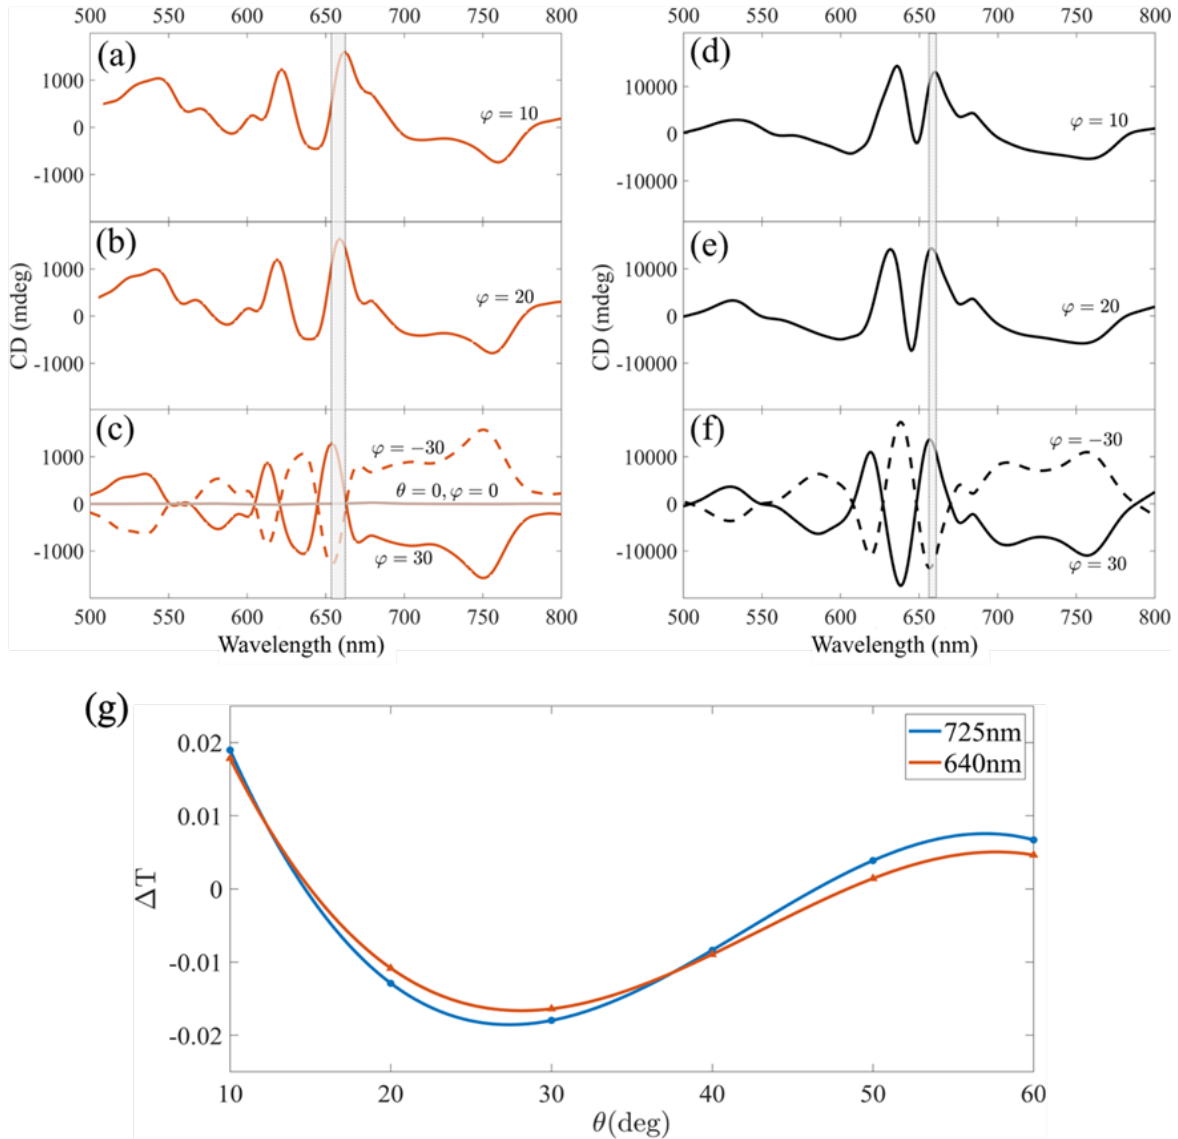 500 550 600 650 700 750 800
500 550 600 650 700 750 800
(a)
1000
0
-1000
φ = 10
(d)
10000
0
-10000
φ = 10
(b)
1000
0
-1000
φ = 20
CD (mdeg)
(e)
10000
0
-10000
φ = 20
CD (mdeg)
(c)
1000
0
-1000
φ = −30
θ = 0, φ = 0
φ = 30
(f)
10000
0
-10000
φ = −30
φ = 30
500 550 600 650 700 750 800
Wavelength (nm)
500 550 600 650 700 750 800
Wavelength (nm)
(g)
725nm
640nm
0.02
0.01
0
-0.01
-0.02
ΔT
10 20 30 40 50 60
θ(deg)